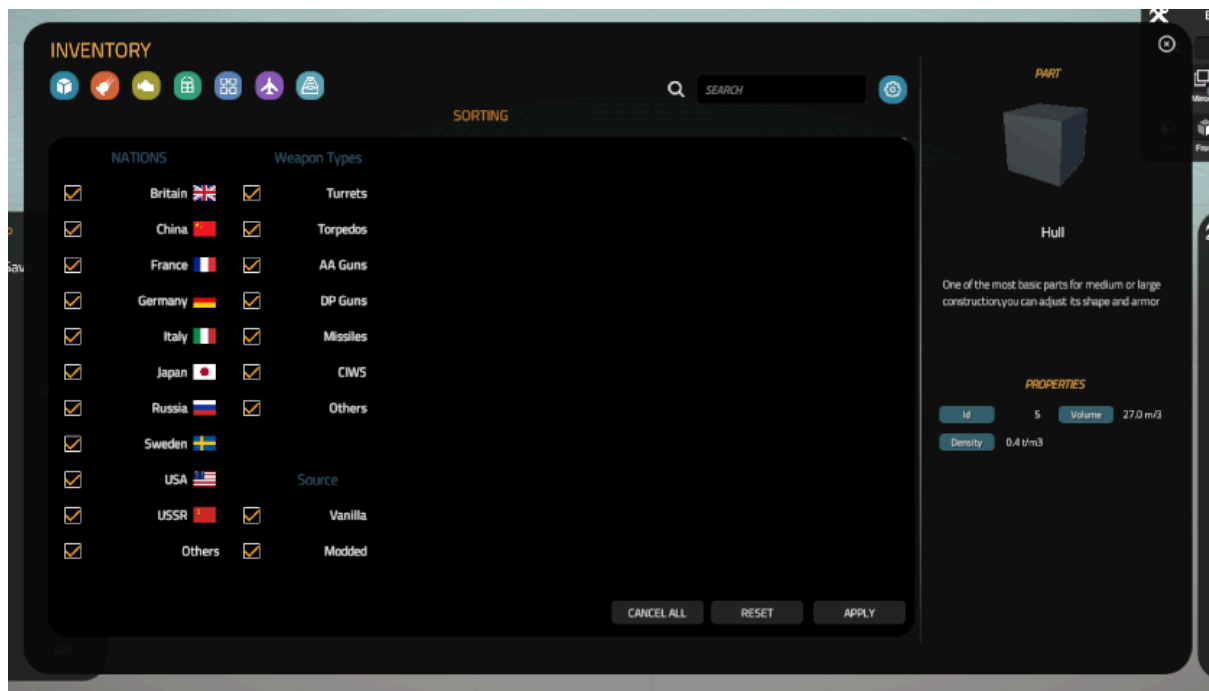 INVENTORY
SEARCH
SORTING
NATIONS
Weapon Types
Britain
Turrets
China
Torpedos
France
AA Guns
Germany
DP Guns
Italy
Missiles
Japan
CIWS
Russia
Others
Sweden
USA
Source
USSR
Vanilla
Others
Modded
CANCEL ALL
RESET
APPLY
PART
Hull
One of the most basic parts for medium or large
construction,you can adjust its shape and armor
PROPERTIES
Id
5
Volume
27.0 m/3
Density
0.4 t/m3
Edit